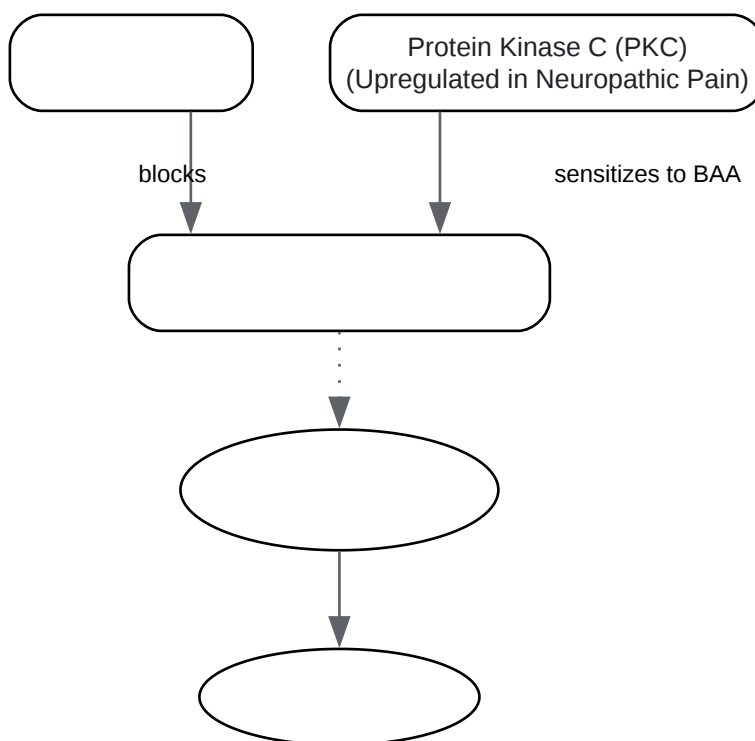 Protein Kinase C (PKC)
(Upregulated in Neuropathic Pain)
blocks
sensitizes to BAA